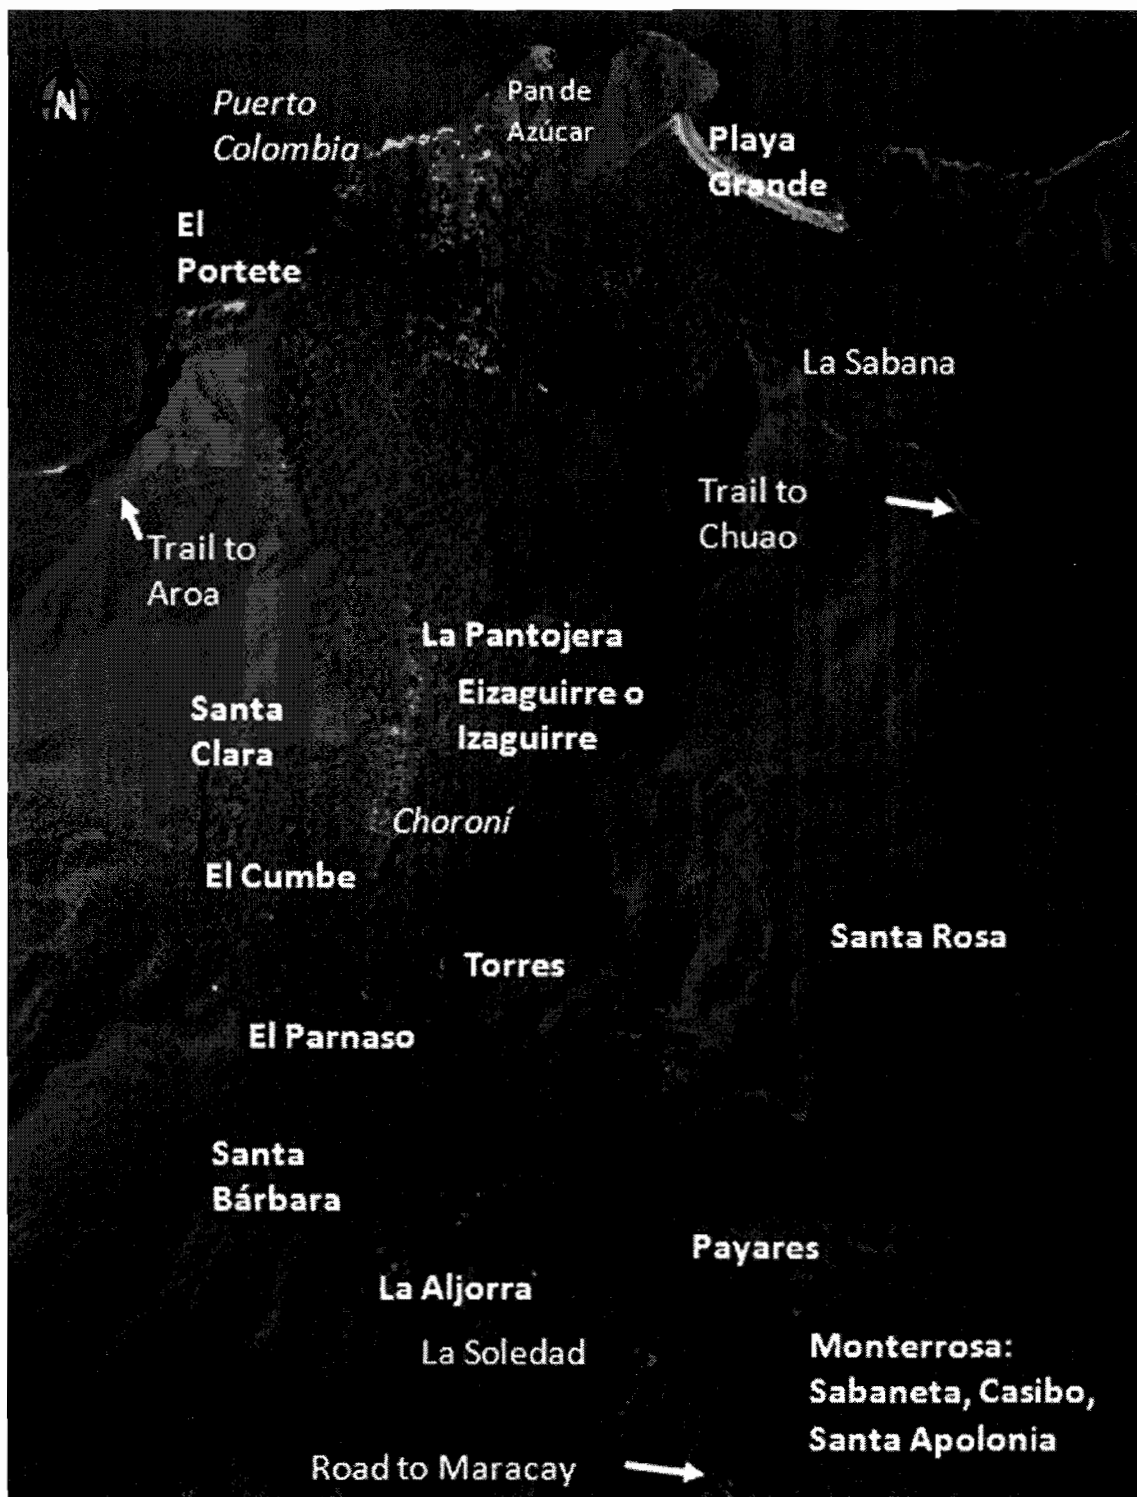 N
Puerto
Colombia
Pan de
Azúcar
Playa
Grande
El
Portete
La Sabana
Trail to
Chuao
Trail to
Aroa
La Pantojera
Eizaguirre o
Izaguirre
Santa
Clara
Choroní
El Cumbe
Santa Rosa
Torres
El Parnaso
Santa
Bárbara
Payares
La Aljorra
La Soledad
Monterrosa:
Sabaneta, Casibo,
Santa Apolonia
Road to Maracay